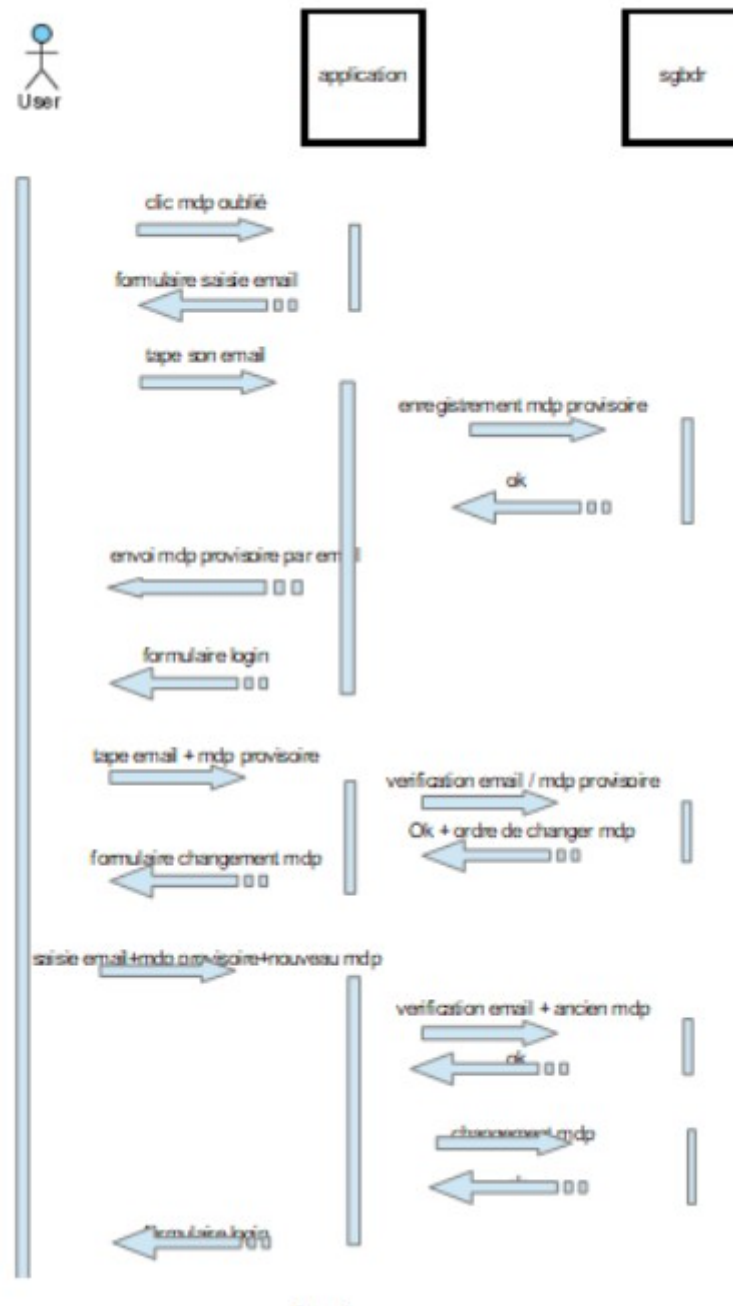 User
application
sgbdr
clic mdp oublié
formulaire saisie email
tape son email
enregistrement mdp provisoire
ok
envoi mdp provisoire par email
formulaire login
tape email + mdp provisoire
verification email / mdp provisoire
Ok + ordre de changer mdp
formulaire changement mdp
saisie email+mdp provisoire+nouveau mdp
verification email + ancien mdp
ok
changement mdp
formulaire login